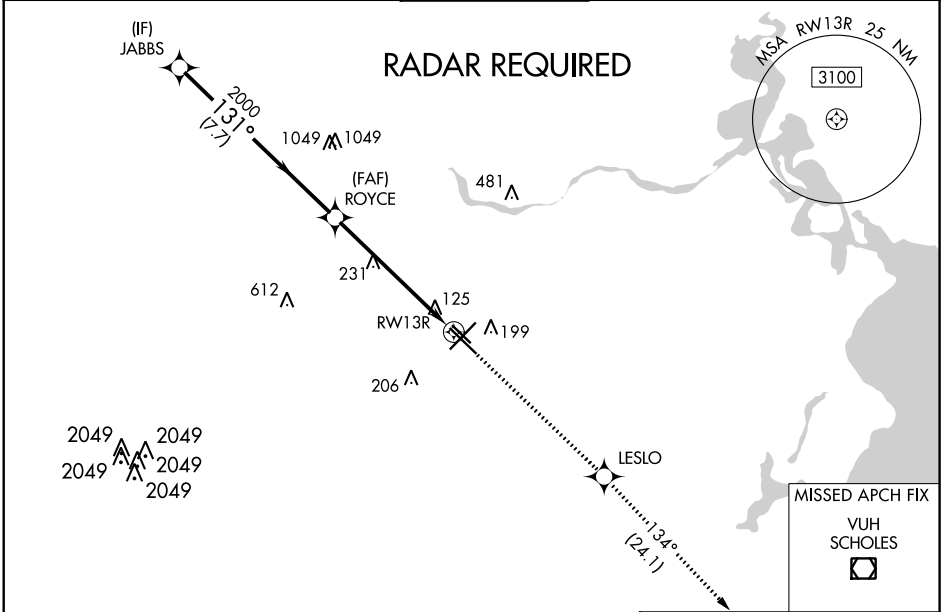 (IF)
JABBS
RADAR REQUIRED
MSA RW13R 25 NM
3100
2000
131°
(7.7)
1049
1049
(FAF)
ROYCE
481
231
612
125
RW13R
199
206
2049
2049
2049
2049
2049
LESLO
134°
(24.1)
MISSED APCH FIX
VUH
SCHOLES